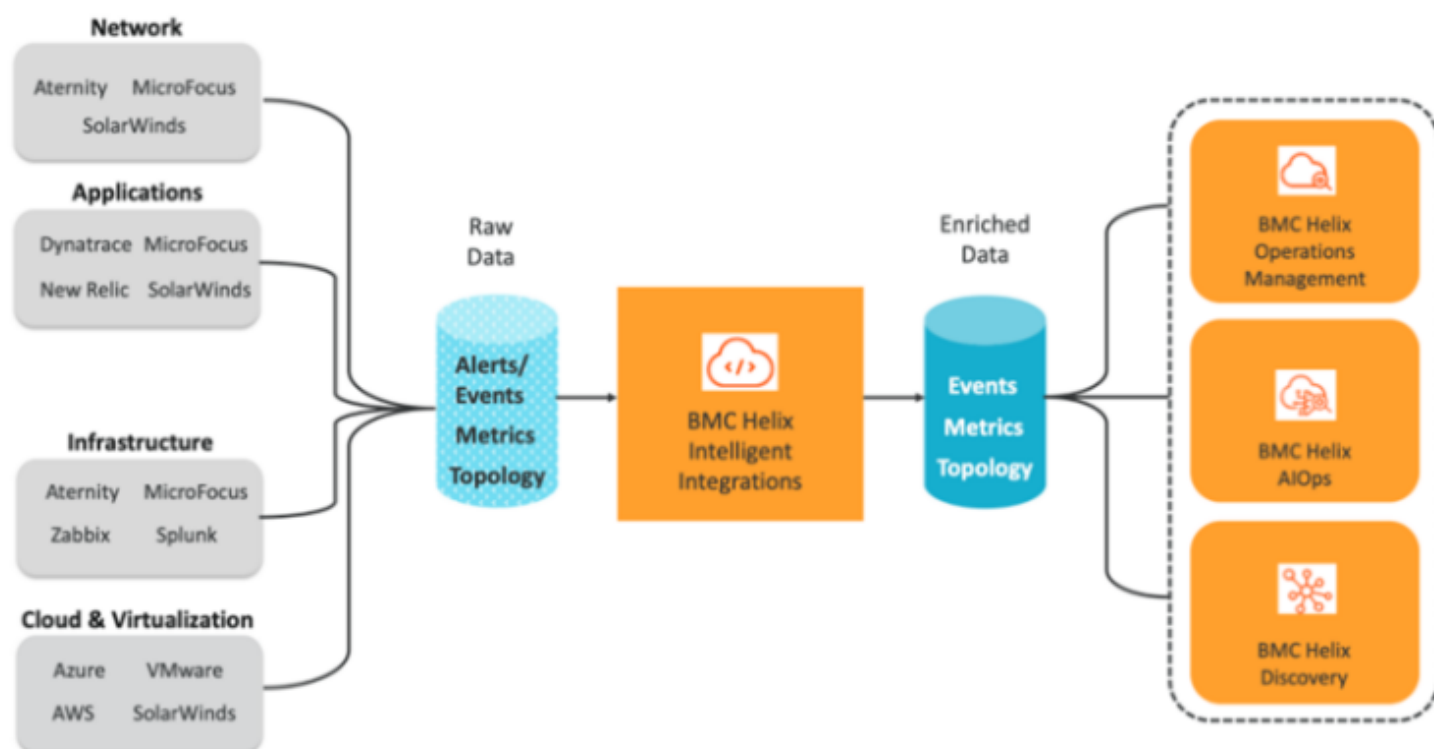 Network
Aternity MicroFocus
SolarWinds
Applications
Dynatrace MicroFocus
New Relic SolarWinds
Infrastructure
Aternity MicroFocus
Zabbix Splunk
Cloud & Virtualization
Azure VMware
AWS SolarWinds
Raw
Data
Alerts/
Events
Metrics
Topology
</>
BMC Helix
Intelligent
Integrations
Enriched
Data
Events
Metrics
Topology
BMC Helix
Operations
Management
BMC Helix
AIOps
BMC Helix
Discovery